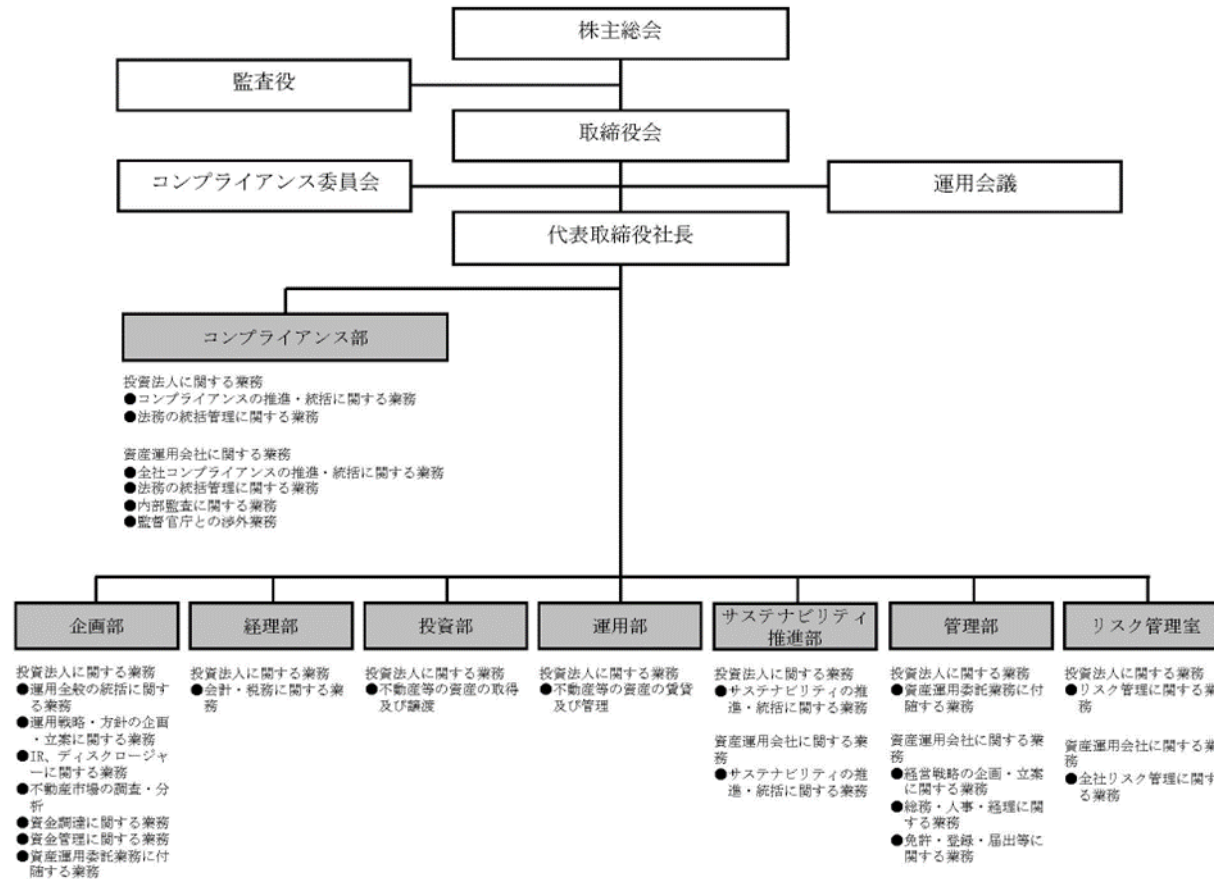 株主総会
監査役
取締役会
コンプライアンス委員会
運用会議
代表取締役社長
コンプライアンス部
投資法人に関する業務
●コンプライアンスの推進・統括に関する業務
●法務の統括管理に関する業務
資産運用会社に関する業務
●全社コンプライアンスの推進・統括に関する業務
●法務の統括管理に関する業務
●内部監査に関する業務
●監督官庁との渉外業務
企画部
投資法人に関する業務
●運用全般の統括に関す
る業務
●運用戦略・方針の企画
・立案に関する業務
●IR、ディスクロージャ
ーに関する業務
●不動産市場の調査・分
析
●資金調達に関する業務
●資金管理に関する業務
●資産運用委託業務に付
随する業務
経理部
投資法人に関する業務
●会計・税務に関する業
務
投資部
投資法人に関する業務
●不動産等の資産の取得
及び譲渡
運用部
投資法人に関する業務
●不動産等の資産の賃貸
及び管理
サステナビリティ
推進部
投資法人に関する業務
●サステナビリティの推
進・統括に関する業務
資産運用会社に関する業
務
●サステナビリティの推
進・統括に関する業務
管理部
投資法人に関する業務
●資産運用委託業務に付
随する業務
資産運用会社に関する業
務
●経営戦略の企画・立案
に関する業務
●総務・人事・経理に関
する業務
●免許・登録・届出等に
関する業務
リスク管理室
投資法人に関する業務
●リスク管理に関する業
務
資産運用会社に関する業
務
●全社リスク管理に関す
る業務